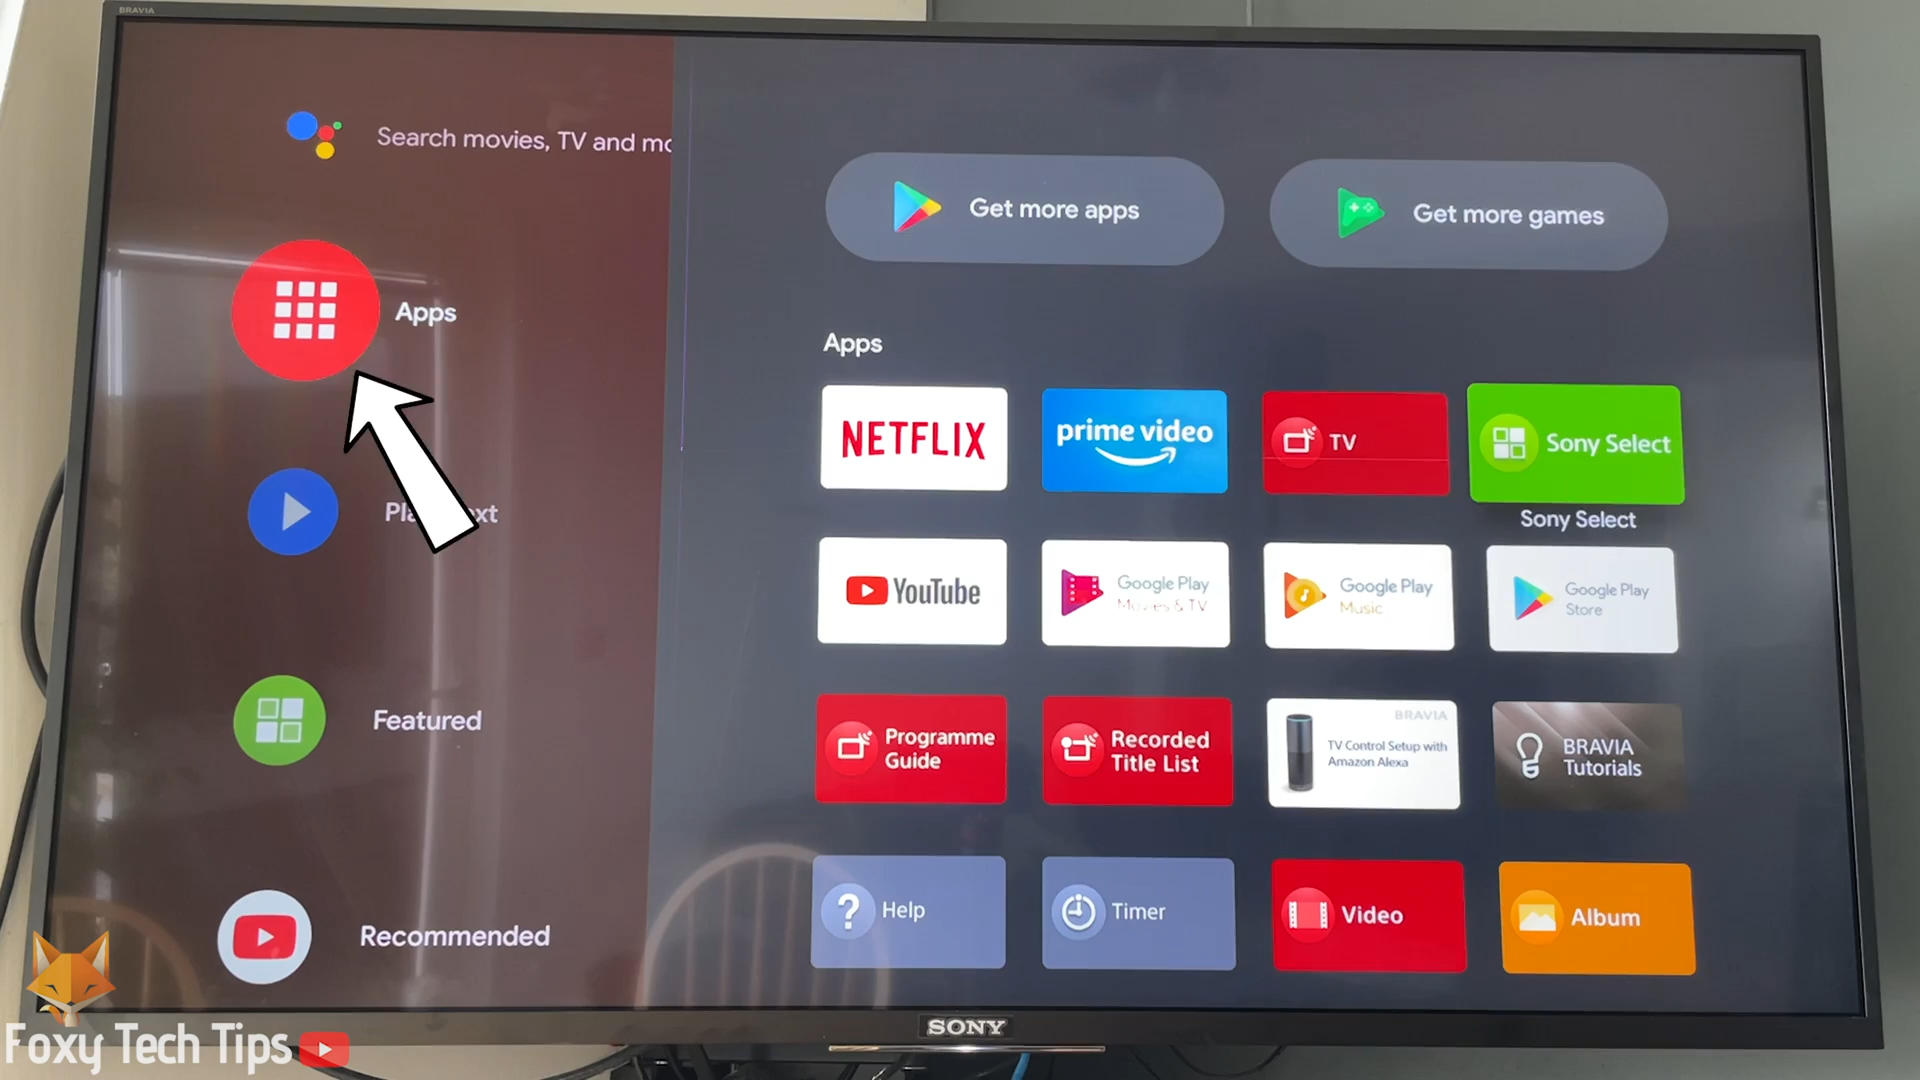 BRAVIA
Search movies, TV and mo
Get more apps
Get more games
Apps
Apps
NETFLIX
prime video
TV
Sony Select
Sony Select
YouTube
Google Play
Movies & TV
Google Play
Music
Google Play
Store
Featured
Programme
Guide
Recorded
Title List
BRAVIA
TV Control Setup with
Amazon Alexa
BRAVIA
Tutorials
Help
Timer
Video
Album
Recommended
SONY
Foxy Tech Tips